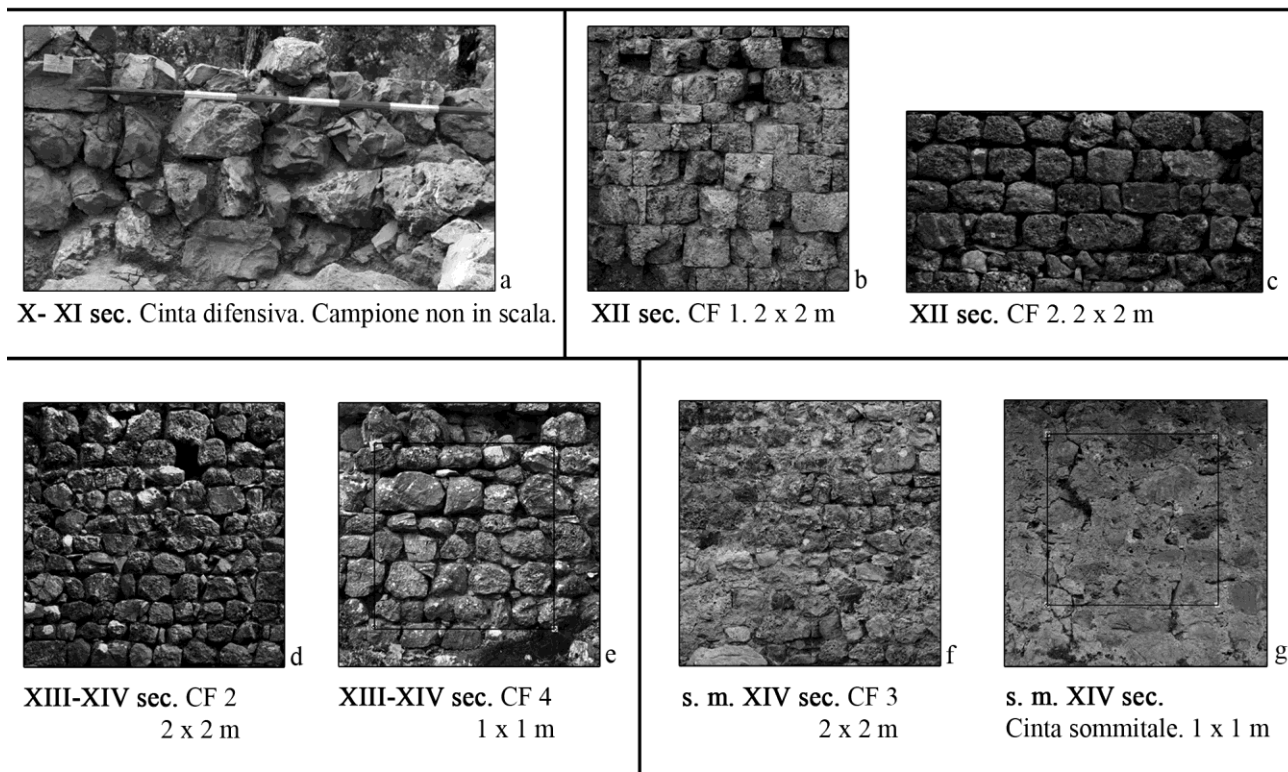 a
X- XI sec. Cinta difensiva. Campione non in scala.
b
XII sec. CF 1. 2 x 2 m
c
XII sec. CF 2. 2 x 2 m
d
XIII-XIV sec. CF 2
2 x 2 m
e
XIII-XIV sec. CF 4
1 x 1 m
f
s. m. XIV sec. CF 3
2 x 2 m
g
s. m. XIV sec.
Cinta sommitale. 1 x 1 m